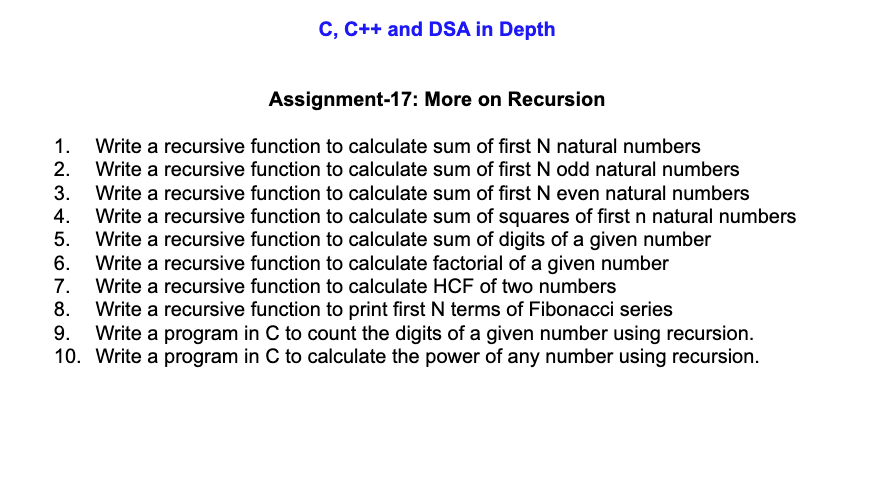 C, C++ and DSA in Depth
Assignment-17: More on Recursion
1. Write a recursive function to calculate sum of first N natural numbers
2. Write a recursive function to calculate sum of first N odd natural numbers
3. Write a recursive function to calculate sum of first N even natural numbers
4. Write a recursive function to calculate sum of squares of first n natural numbers
5. Write a recursive function to calculate sum of digits of a given number
6. Write a recursive function to calculate factorial of a given number
7. Write a recursive function to calculate HCF of two numbers
8. Write a recursive function to print first N terms of Fibonacci series
9. Write a program in C to count the digits of a given number using recursion.
10. Write a program in C to calculate the power of any number using recursion.